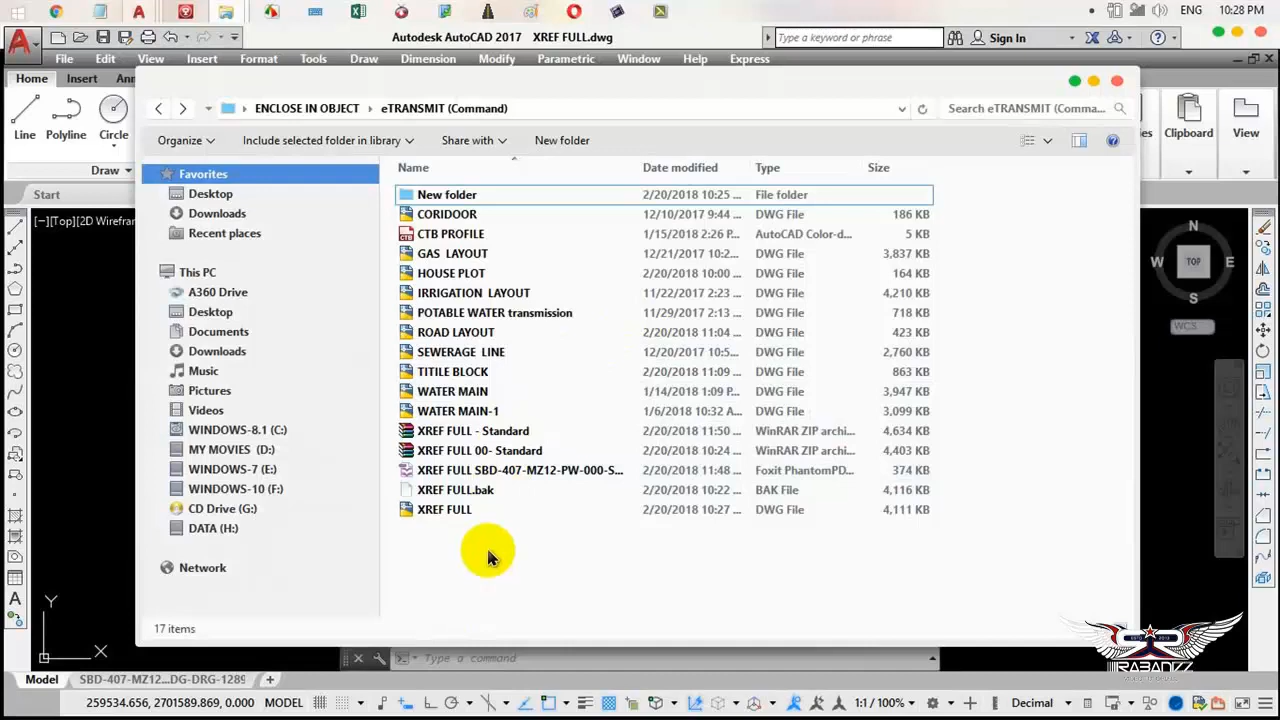 ENG
10:28 PM
Autodesk AutoCAD 2017 XREF FULL.dwg
Type a keyword or phrase
Sign In
File Edit View Insert Format Tools Draw Dimension Modify Parametric Window Help Express
Home Insert Ann
ENCLOSE IN OBJECT eTRANSMIT (Command)
Search eTRANSMIT (Comma...
Line Polyline Circle
Clipboard View
Organize Include selected folder in library Share with New folder
Draw
Name Date modified Type Size
Start
[−][Top][2D Wirefram
Favorites
Desktop
Downloads
Recent places
This PC
A360 Drive
Desktop
Documents
Downloads
Music
Pictures
Videos
WINDOWS-8.1 (C:)
MY MOVIES (D:)
WINDOWS-7 (E:)
WINDOWS-10 (F:)
CD Drive (G:)
DATA (H:)
Network
New folder 2/20/2018 10:25 ... File folder
CORIDOOR 12/10/2017 9:44 ... DWG File 186 KB
CTB PROFILE 1/15/2018 2:26 P... AutoCAD Color-d... 5 KB
GAS LAYOUT 12/21/2017 10:2... DWG File 3,837 KB
HOUSE PLOT 2/20/2018 10:00 ... DWG File 164 KB
IRRIGATION LAYOUT 11/22/2017 2:23 ... DWG File 4,210 KB
POTABLE WATER transmission 11/29/2017 2:13 ... DWG File 718 KB
ROAD LAYOUT 2/20/2018 11:04 ... DWG File 423 KB
SEWERAGE LINE 12/20/2017 10:5... DWG File 2,760 KB
TITILE BLOCK 2/20/2018 11:09 ... DWG File 863 KB
WATER MAIN 1/14/2018 1:09 P... DWG File 3,947 KB
WATER MAIN-1 1/6/2018 10:32 A... DWG File 3,099 KB
XREF FULL - Standard 2/20/2018 11:50 ... WinRAR ZIP archi... 4,634 KB
XREF FULL 00- Standard 2/20/2018 10:24 ... WinRAR ZIP archi... 4,403 KB
XREF FULL SBD-407-MZ12-PW-000-S... 2/20/2018 11:48 ... Foxit PhantomPD... 374 KB
XREF FULL.bak 2/20/2018 10:22 ... BAK File 4,116 KB
XREF FULL 2/20/2018 10:27 ... DWG File 4,111 KB
N
W TOP E
S
WCS
Y
X
17 items
Type a command
Model SBD-407-MZ12...DG-DRG-1289
259534.656, 2701589.869, 0.000 MODEL
1:1 / 100%
Decimal